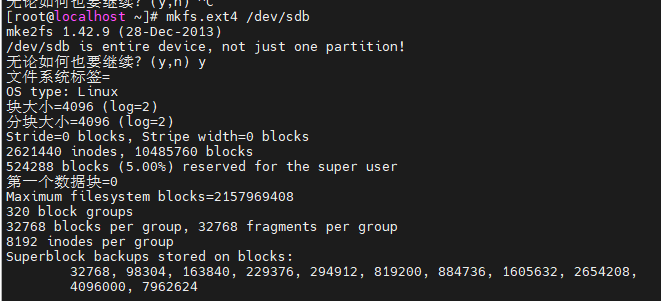 无论如何也要继续? (y,n) ^C
[root@localhost ~]# mkfs.ext4 /dev/sdb
mke2fs 1.42.9 (28-Dec-2013)
/dev/sdb is entire device, not just one partition!
无论如何也要继续? (y,n) y
文件系统标签=
OS type: Linux
块大小=4096 (log=2)
分块大小=4096 (log=2)
Stride=0 blocks, Stripe width=0 blocks
2621440 inodes, 10485760 blocks
524288 blocks (5.00%) reserved for the super user
第一个数据块=0
Maximum filesystem blocks=2157969408
320 block groups
32768 blocks per group, 32768 fragments per group
8192 inodes per group
Superblock backups stored on blocks:
32768, 98304, 163840, 229376, 294912, 819200, 884736, 1605632, 2654208,
4096000, 7962624